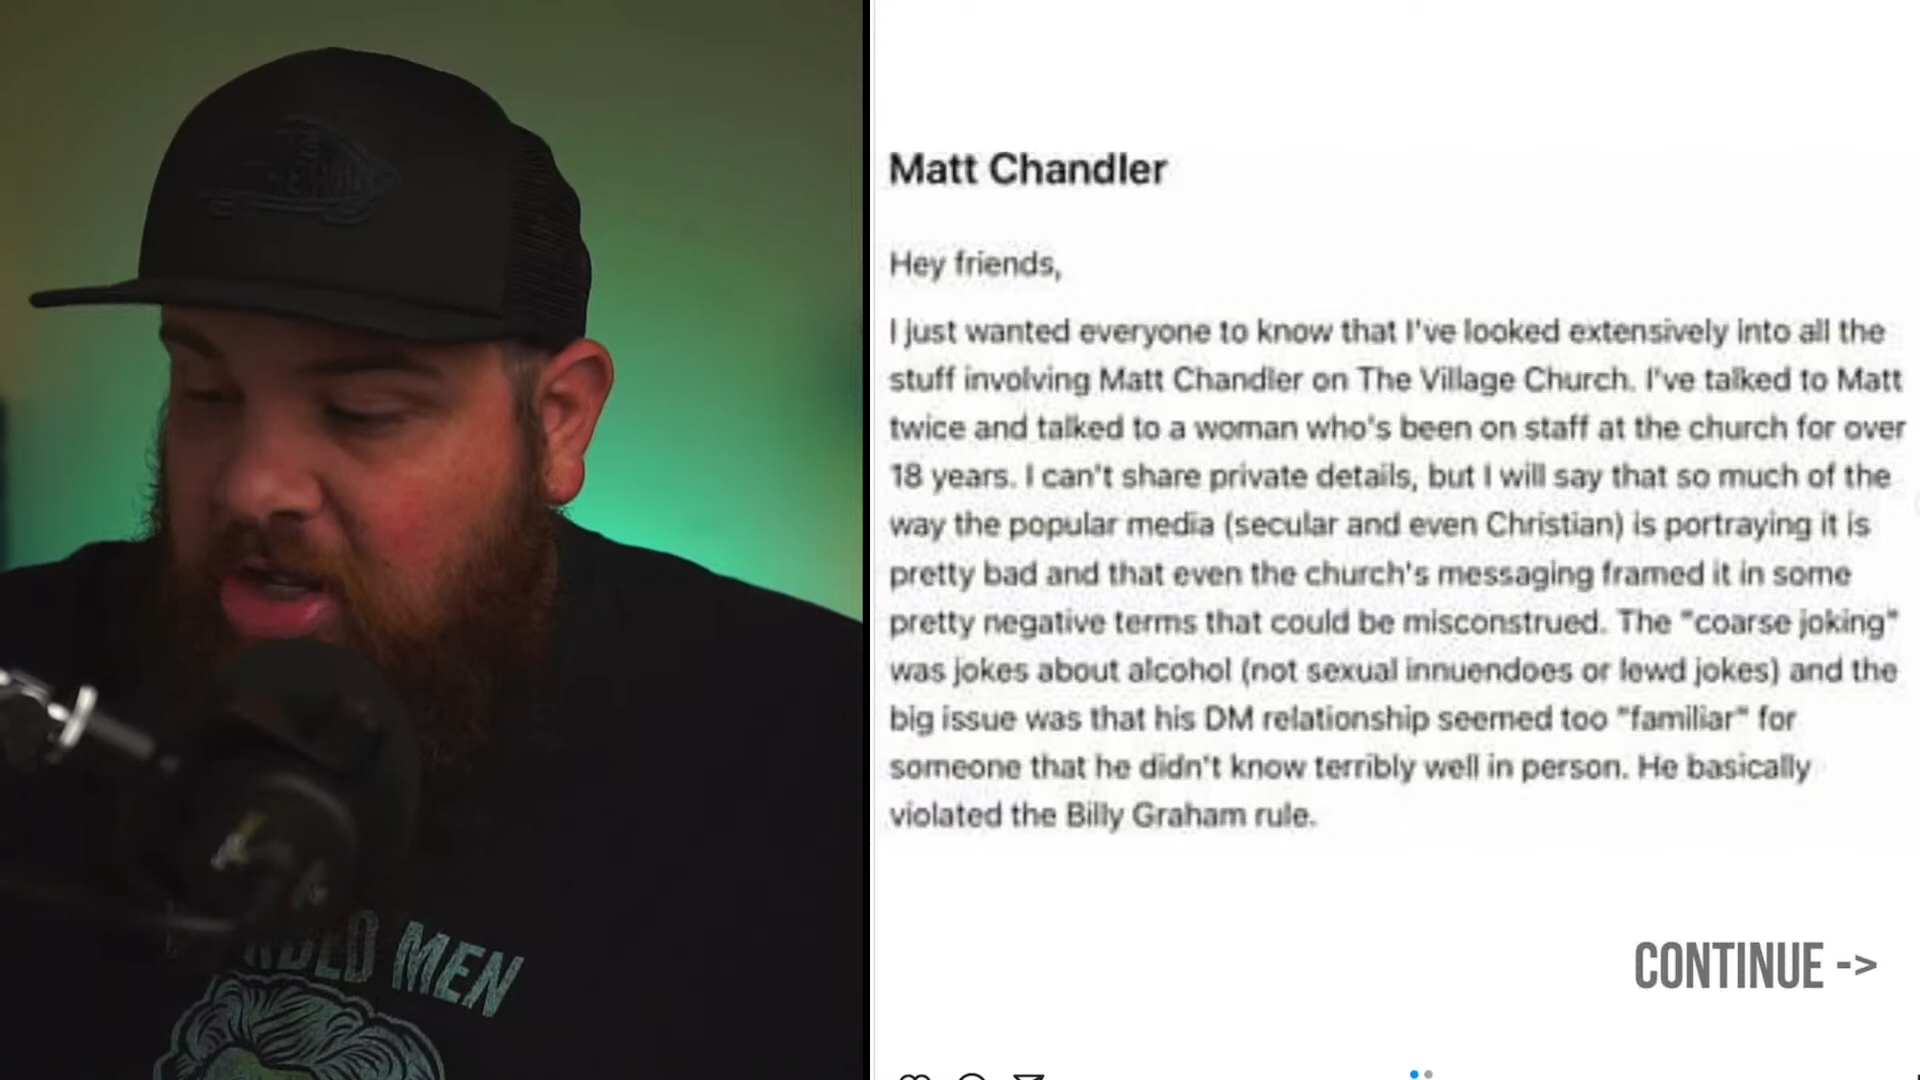 Matt Chandler
Hey friends,
I just wanted everyone to know that I've looked extensively into all the
stuff involving Matt Chandler on The Village Church. I've talked to Matt
twice and talked to a woman who's been on staff at the church for over
18 years. I can't share private details, but I will say that so much of the
way the popular media (secular and even Christian) is portraying it is
pretty bad and that even the church's messaging framed it in some
pretty negative terms that could be misconstrued. The "coarse joking"
was jokes about alcohol (not sexual innuendoes or lewd jokes) and the
big issue was that his DM relationship seemed too "familiar" for
someone that he didn't know terribly well in person. He basically
violated the Billy Graham rule.
CONTINUE ->
MEN